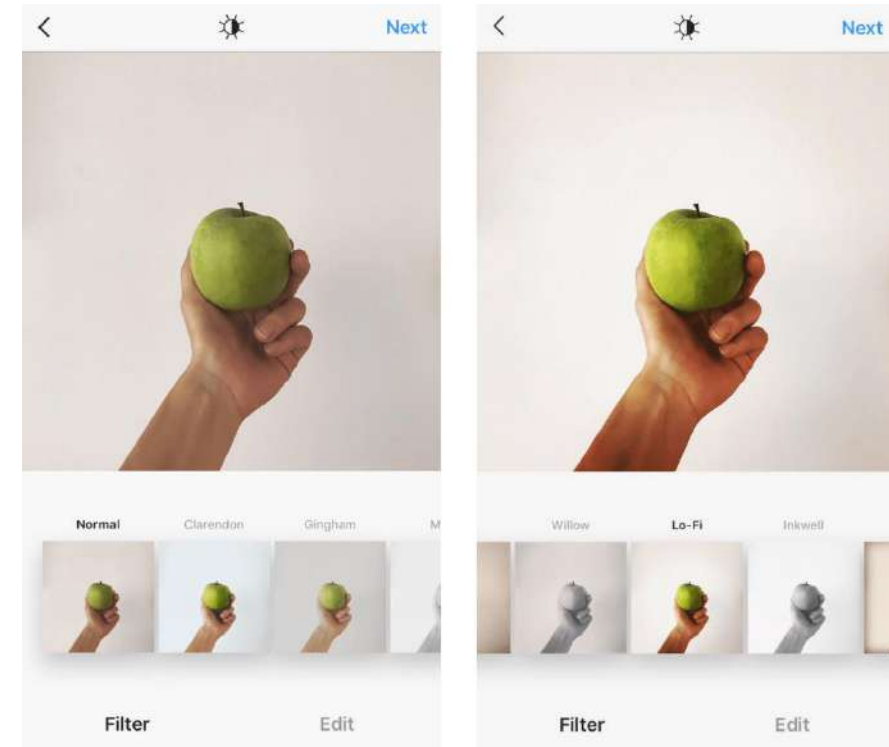 Next
Normal Clarendon Gingham M
Filter Edit
Next
Willow Lo-Fi Inkwell
Filter Edit